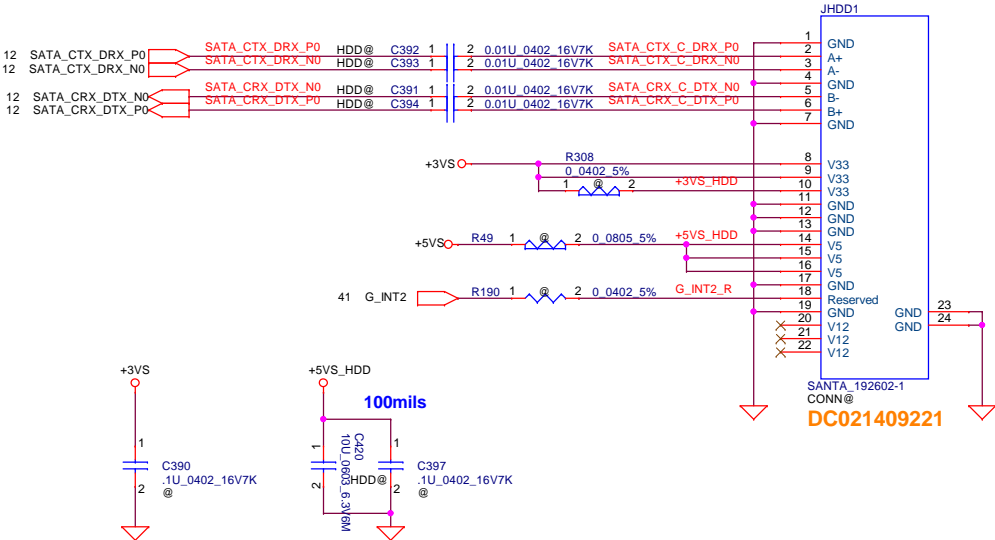 JHDD1
12 SATA_CTX_DRX_P0 SATA_CTX_DRX_P0 HDD@ C392 1 2 0.01U_0402_16V7K SATA_CTX_C_DRX_P0
12 SATA_CTX_DRX_N0 SATA_CTX_DRX_N0 HDD@ C393 1 2 0.01U_0402_16V7K SATA_CTX_C_DRX_N0
12 SATA_CRX_DTX_N0 SATA_CRX_DTX_N0 HDD@ C391 1 2 0.01U_0402_16V7K SATA_CRX_C_DTX_N0
12 SATA_CRX_DTX_P0 SATA_CRX_DTX_P0 HDD@ C394 1 2 0.01U_0402_16V7K SATA_CRX_C_DTX_P0
1 GND
2 A+
3 A-
4 GND
5 B-
6 B+
7 GND
+3VS R308
0_0402_5%
1 @ 2 +3VS_HDD
8 V33
9 V33
10 V33
11 GND
12 GND
13 GND
+5VS R49 1 @ 2 0_0805_5% +5VS_HDD
14 V5
15 V5
16 V5
17 GND
41 G_INT2 R190 1 @ 2 0_0402_5% G_INT2_R
18 Reserved
19 GND
20 V12
21 V12
22 V12
GND 23
GND 24
SANTA_192602-1
CONN@
DC021409221
+3VS
1
2
C390
.1U_0402_16V7K
@
+5VS_HDD
100mils
1
2
C420
10U_0603_6.3V6M
HDD@
1
2
C397
.1U_0402_16V7K
@